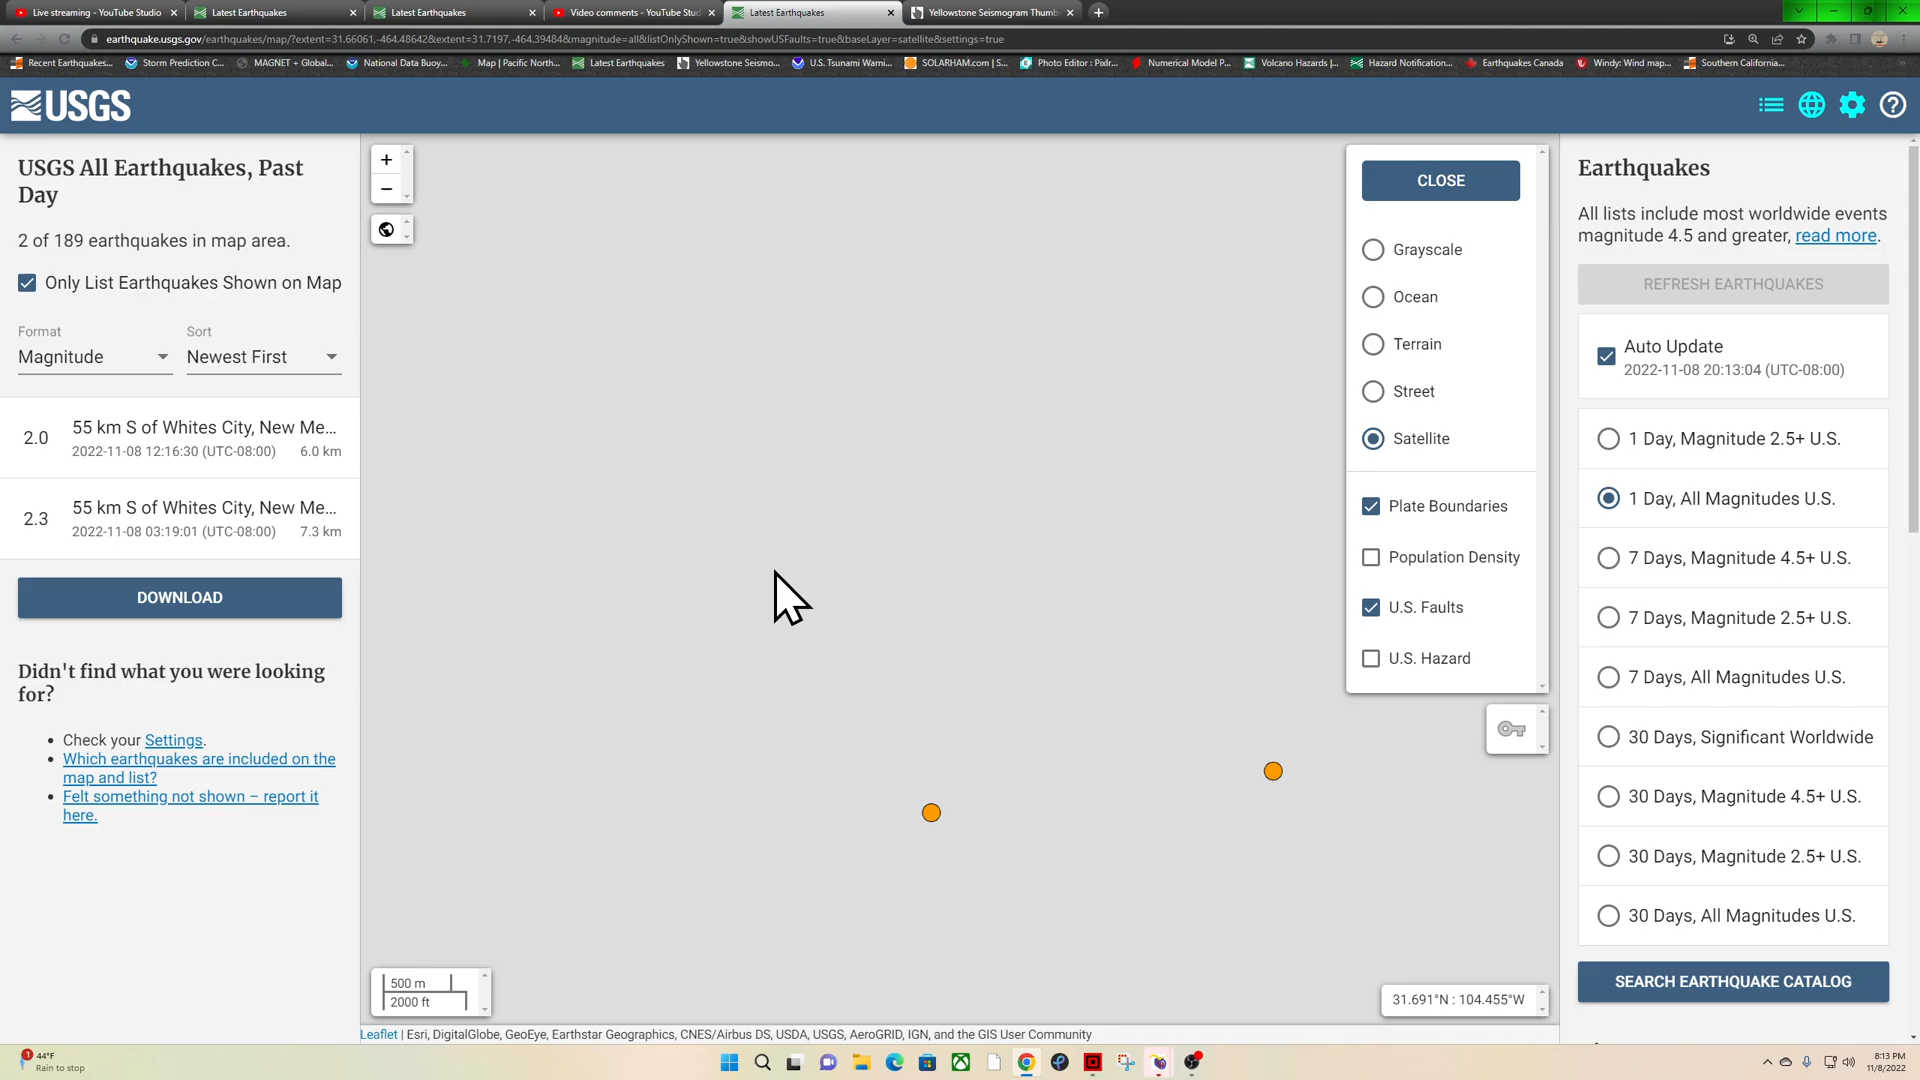 Live streaming - YouTube Studio
Latest Earthquakes
Latest Earthquakes
Video comments - YouTube Stud
Latest Earthquakes
Yellowstone Seismogram Thumb
earthquake.usgs.gov/earthquakes/map/?extent=31.66061,-464.48642&extent=31.7197,-464.39484&magnitude=all&listOnlyShown=true&showUSFaults=true&baseLayer=satellite&settings=true
Recent Earthquakes...
Storm Prediction C...
MAGNET + Global...
National Data Buoy...
Map | Pacific North...
Latest Earthquakes
Yellowstone Seismo...
U.S. Tsunami Warni...
SOLARHAM.com | S...
Photo Editor : Pixlr...
Numerical Model P...
Volcano Hazards |...
Hazard Notification...
Earthquakes Canada
Windy: Wind map...
Southern California...
USGS
USGS All Earthquakes, Past
Day
2 of 189 earthquakes in map area.
Only List Earthquakes Shown on Map
Format
Sort
Magnitude
Newest First
2.0
55 km S of Whites City, New Me...
2022-11-08 12:16:30 (UTC-08:00)
6.0 km
2.3
55 km S of Whites City, New Me...
2022-11-08 03:19:01 (UTC-08:00)
7.3 km
DOWNLOAD
Didn't find what you were looking
for?
Check your Settings.
Which earthquakes are included on the
map and list?
Felt something not shown – report it
here.
+
−
500 m
2000 ft
CLOSE
Grayscale
Ocean
Terrain
Street
Satellite
Plate Boundaries
Population Density
U.S. Faults
U.S. Hazard
31.691°N : 104.455°W
Leaflet | Esri, DigitalGlobe, GeoEye, Earthstar Geographics, CNES/Airbus DS, USDA, USGS, AeroGRID, IGN, and the GIS User Community
Earthquakes
All lists include most worldwide events
magnitude 4.5 and greater, read more.
REFRESH EARTHQUAKES
Auto Update
2022-11-08 20:13:04 (UTC-08:00)
1 Day, Magnitude 2.5+ U.S.
1 Day, All Magnitudes U.S.
7 Days, Magnitude 4.5+ U.S.
7 Days, Magnitude 2.5+ U.S.
7 Days, All Magnitudes U.S.
30 Days, Significant Worldwide
30 Days, Magnitude 4.5+ U.S.
30 Days, Magnitude 2.5+ U.S.
30 Days, All Magnitudes U.S.
SEARCH EARTHQUAKE CATALOG
1
44°F
Rain to stop
8:13 PM
11/8/2022